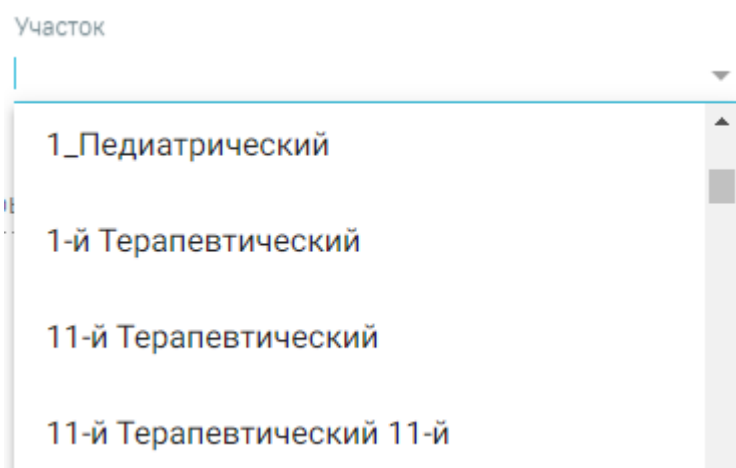 Участок
1_Педиатрический
1-й Терапевтический
11-й Терапевтический
11-й Терапевтический 11-й